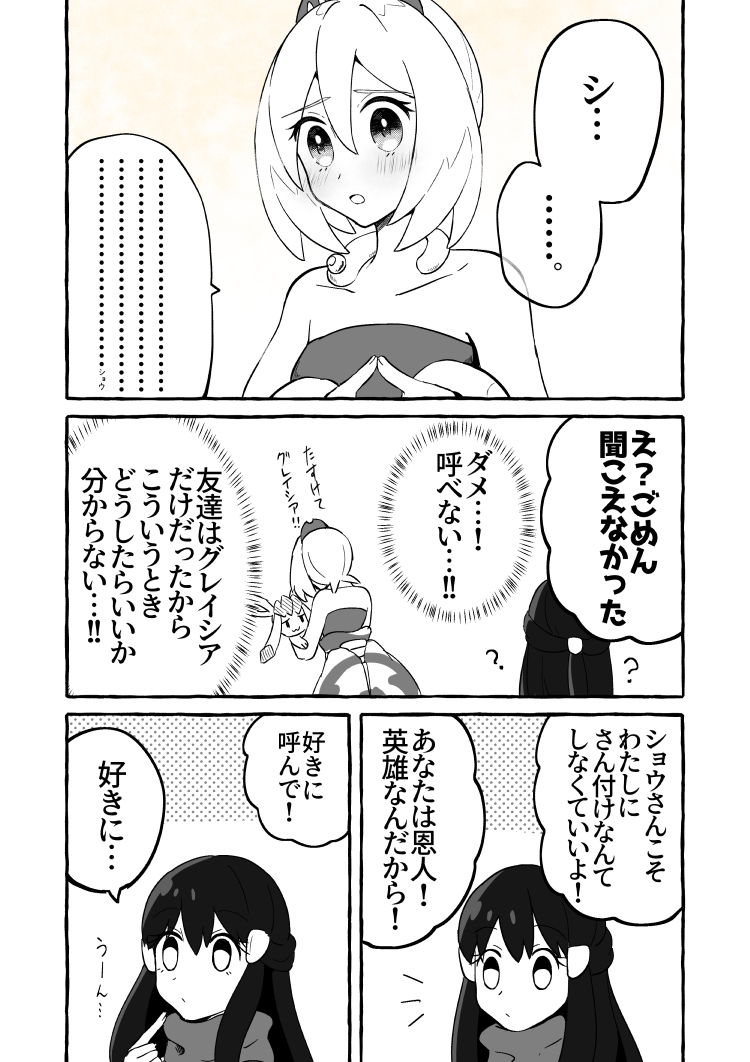 シ…
……。
………………………
………………………
………………………
ショウ
え？ごめん
聞こえなかった
？
？
ダメ…！
呼べない…!!
たすけて
グレイシア!!
友達はグレイシア
だけだったから
こういうとき
どうしたらいいか
分からない…!!
ショウさんこそ
わたしに
さん付けなんて
しなくていいよ！
あなたは恩人！
英雄なんだから！
好きに
呼んで！
好きに…
うーん…